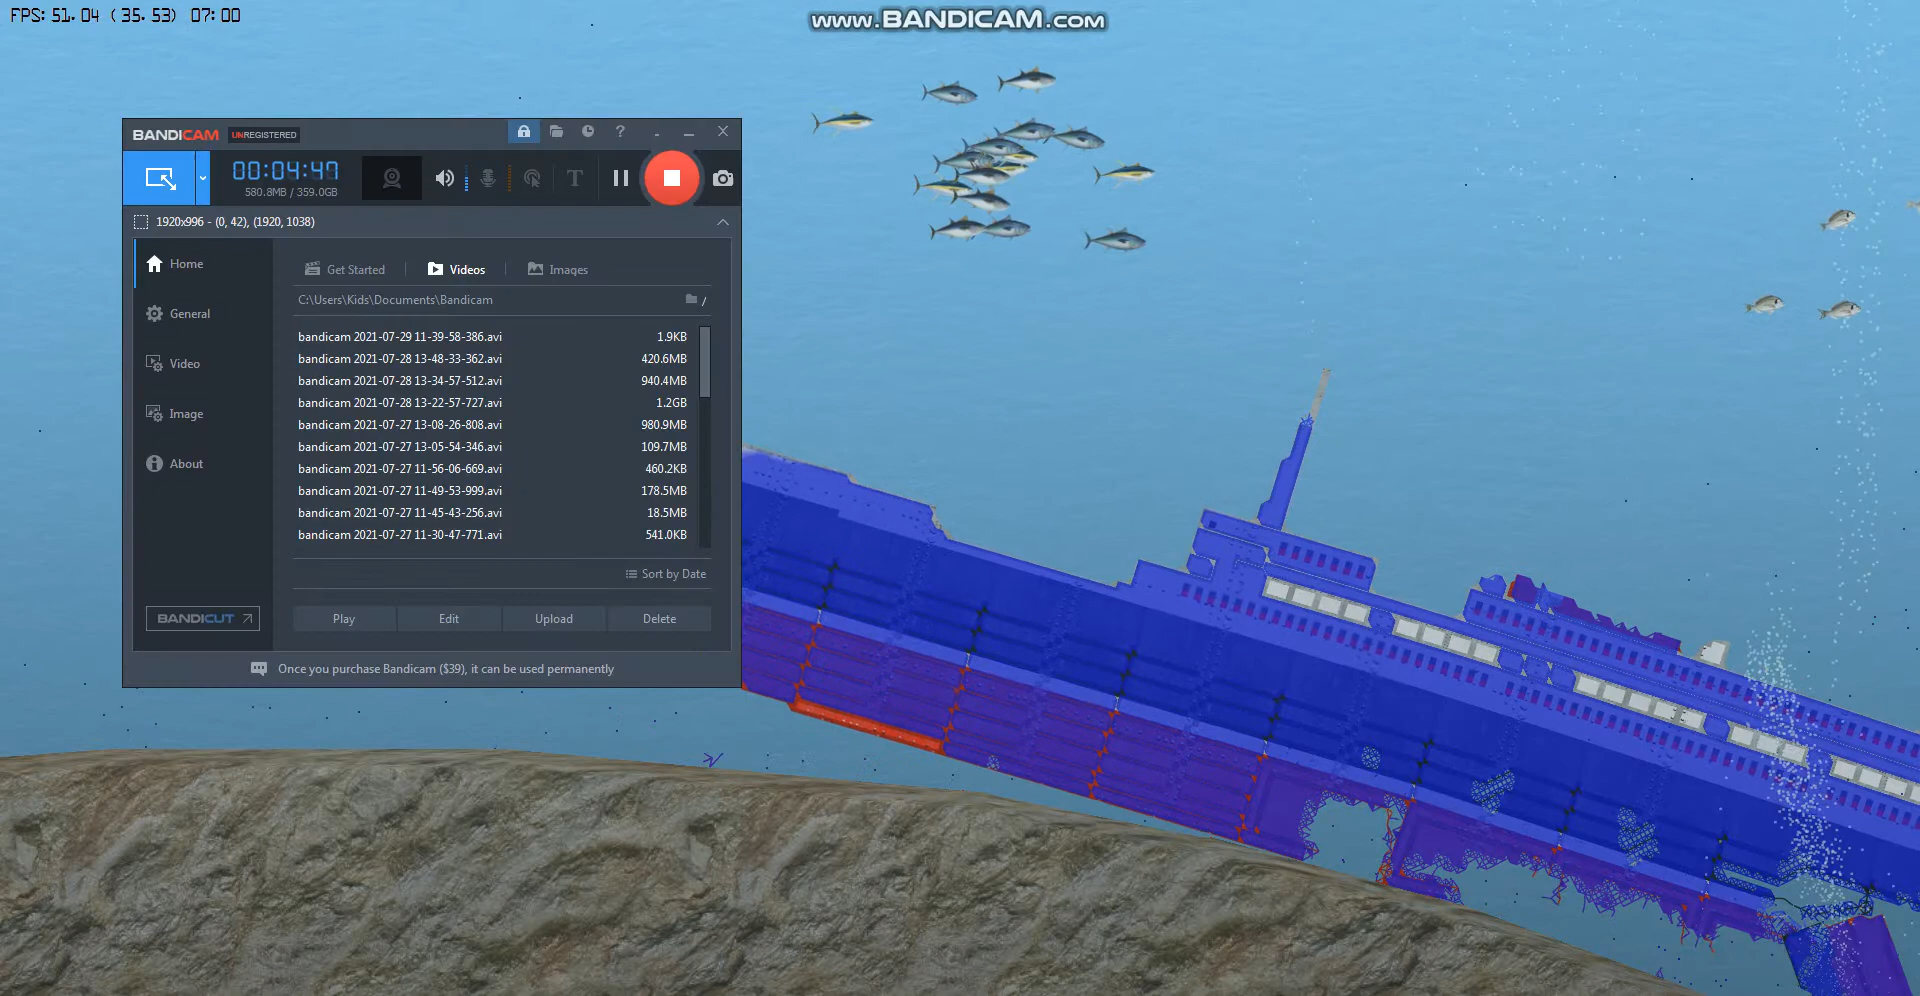 FPS: 51.04 (35.53) 07:00
www.BANDICAM.com
BANDICAM UNREGISTERED
?
00:04:47
580.8MB / 359.0GB
T
1920x996 - (0, 42), (1920, 1038)
Home
General
Video
Image
About
BANDICUT
Get Started
Videos
Images
C:\Users\Kids\Documents\Bandicam
/
bandicam 2021-07-29 11-39-58-386.avi 1.9KB
bandicam 2021-07-28 13-48-33-362.avi 420.6MB
bandicam 2021-07-28 13-34-57-512.avi 940.4MB
bandicam 2021-07-28 13-22-57-727.avi 1.2GB
bandicam 2021-07-27 13-08-26-808.avi 980.9MB
bandicam 2021-07-27 13-05-54-346.avi 109.7MB
bandicam 2021-07-27 11-56-06-669.avi 460.2KB
bandicam 2021-07-27 11-49-53-999.avi 178.5MB
bandicam 2021-07-27 11-45-43-256.avi 18.5MB
bandicam 2021-07-27 11-30-47-771.avi 541.0KB
Sort by Date
Play
Edit
Upload
Delete
Once you purchase Bandicam ($39), it can be used permanently